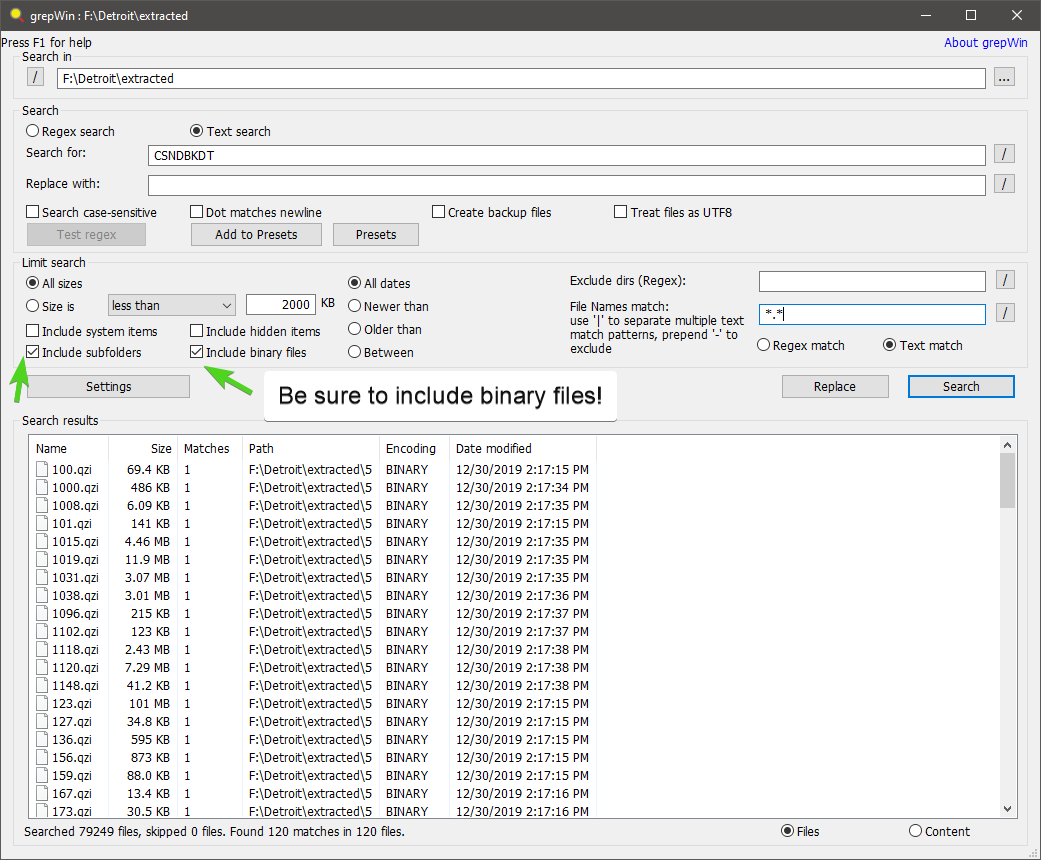 grepWin : F:\Detroit\extracted
Press F1 for help
About grepWin
Search in
/
F:\Detroit\extracted
...
Search
Regex search
Text search
Search for:
CSNDBKDT
/
Replace with:
/
Search case-sensitive
Dot matches newline
Create backup files
Treat files as UTF8
Test regex
Add to Presets
Presets
Limit search
All sizes
Size is
less than
2000
KB
Include system items
Include hidden items
Include subfolders
Include binary files
All dates
Newer than
Older than
Between
Exclude dirs (Regex):
/
File Names match:
use '|' to separate multiple text
match patterns, prepend '-' to
exclude
*.*
/
Regex match
Text match
Settings
Be sure to include binary files!
Replace
Search
Search results
Name Size Matches Path Encoding Date modified
100.qzi 69.4 KB 1 F:\Detroit\extracted\5 BINARY 12/30/2019 2:17:15 PM
1000.qzi 486 KB 1 F:\Detroit\extracted\5 BINARY 12/30/2019 2:17:34 PM
1008.qzi 6.09 KB 1 F:\Detroit\extracted\5 BINARY 12/30/2019 2:17:35 PM
101.qzi 141 KB 1 F:\Detroit\extracted\5 BINARY 12/30/2019 2:17:15 PM
1015.qzi 4.46 MB 1 F:\Detroit\extracted\5 BINARY 12/30/2019 2:17:35 PM
1019.qzi 11.9 MB 1 F:\Detroit\extracted\5 BINARY 12/30/2019 2:17:35 PM
1031.qzi 3.07 MB 1 F:\Detroit\extracted\5 BINARY 12/30/2019 2:17:35 PM
1038.qzi 3.01 MB 1 F:\Detroit\extracted\5 BINARY 12/30/2019 2:17:36 PM
1096.qzi 215 KB 1 F:\Detroit\extracted\5 BINARY 12/30/2019 2:17:37 PM
1102.qzi 123 KB 1 F:\Detroit\extracted\5 BINARY 12/30/2019 2:17:37 PM
1118.qzi 2.43 MB 1 F:\Detroit\extracted\5 BINARY 12/30/2019 2:17:38 PM
1120.qzi 7.29 MB 1 F:\Detroit\extracted\5 BINARY 12/30/2019 2:17:38 PM
1148.qzi 41.2 KB 1 F:\Detroit\extracted\5 BINARY 12/30/2019 2:17:38 PM
123.qzi 101 MB 1 F:\Detroit\extracted\5 BINARY 12/30/2019 2:17:15 PM
127.qzi 34.8 KB 1 F:\Detroit\extracted\5 BINARY 12/30/2019 2:17:15 PM
136.qzi 595 KB 1 F:\Detroit\extracted\5 BINARY 12/30/2019 2:17:15 PM
156.qzi 873 KB 1 F:\Detroit\extracted\5 BINARY 12/30/2019 2:17:15 PM
159.qzi 88.0 KB 1 F:\Detroit\extracted\5 BINARY 12/30/2019 2:17:15 PM
167.qzi 13.4 KB 1 F:\Detroit\extracted\5 BINARY 12/30/2019 2:17:16 PM
173.qzi 30.5 KB 1 F:\Detroit\extracted\5 BINARY 12/30/2019 2:17:16 PM
Searched 79249 files, skipped 0 files. Found 120 matches in 120 files.
Files
Content